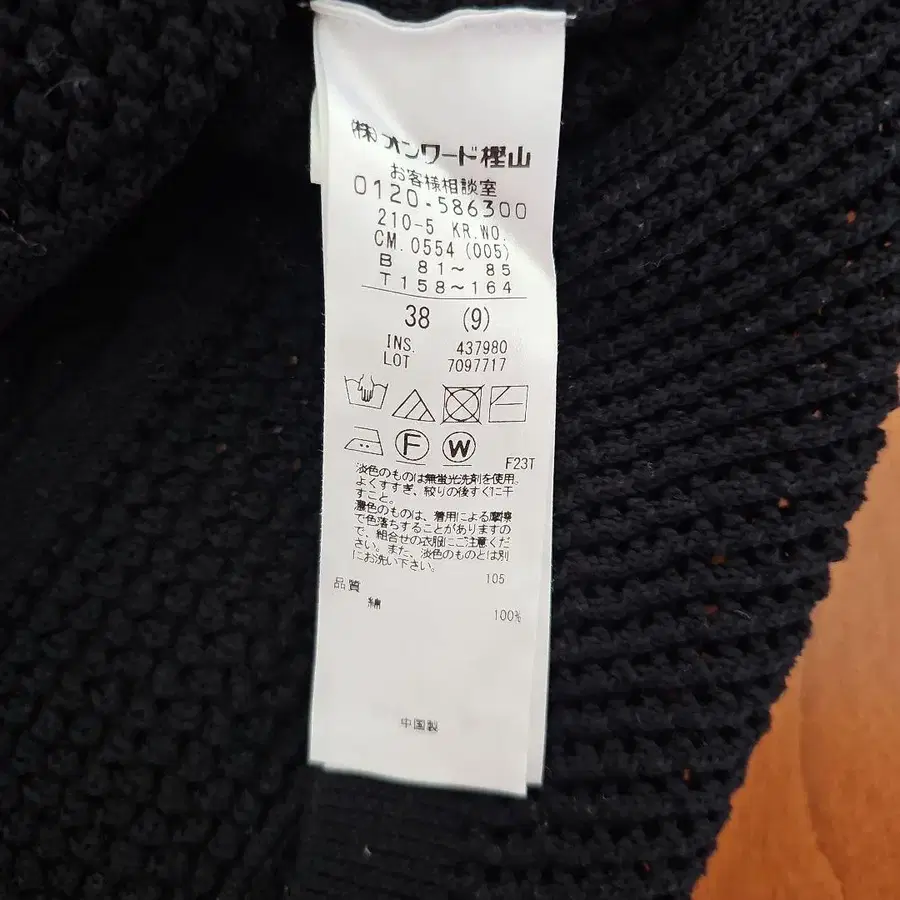 (株)オンワード樫山
お客様相談室
0120-586300
210-5 KR.WO.
CM.0554 (005)
B 81～ 85
T 158～164
38 (9)
INS. 437980
LOT 7097717
F W
F23T
淡色のものは無蛍光洗剤を使用。
よくすすぎ、絞りの後すぐに干
すこと。
濃色のものは、着用による摩擦
で色落ちすることがありますの
で、組合せの衣服にご注意くだ
さい。また、淡色のものとは別
にお洗い下さい。
105
品質
綿 100%
中国製